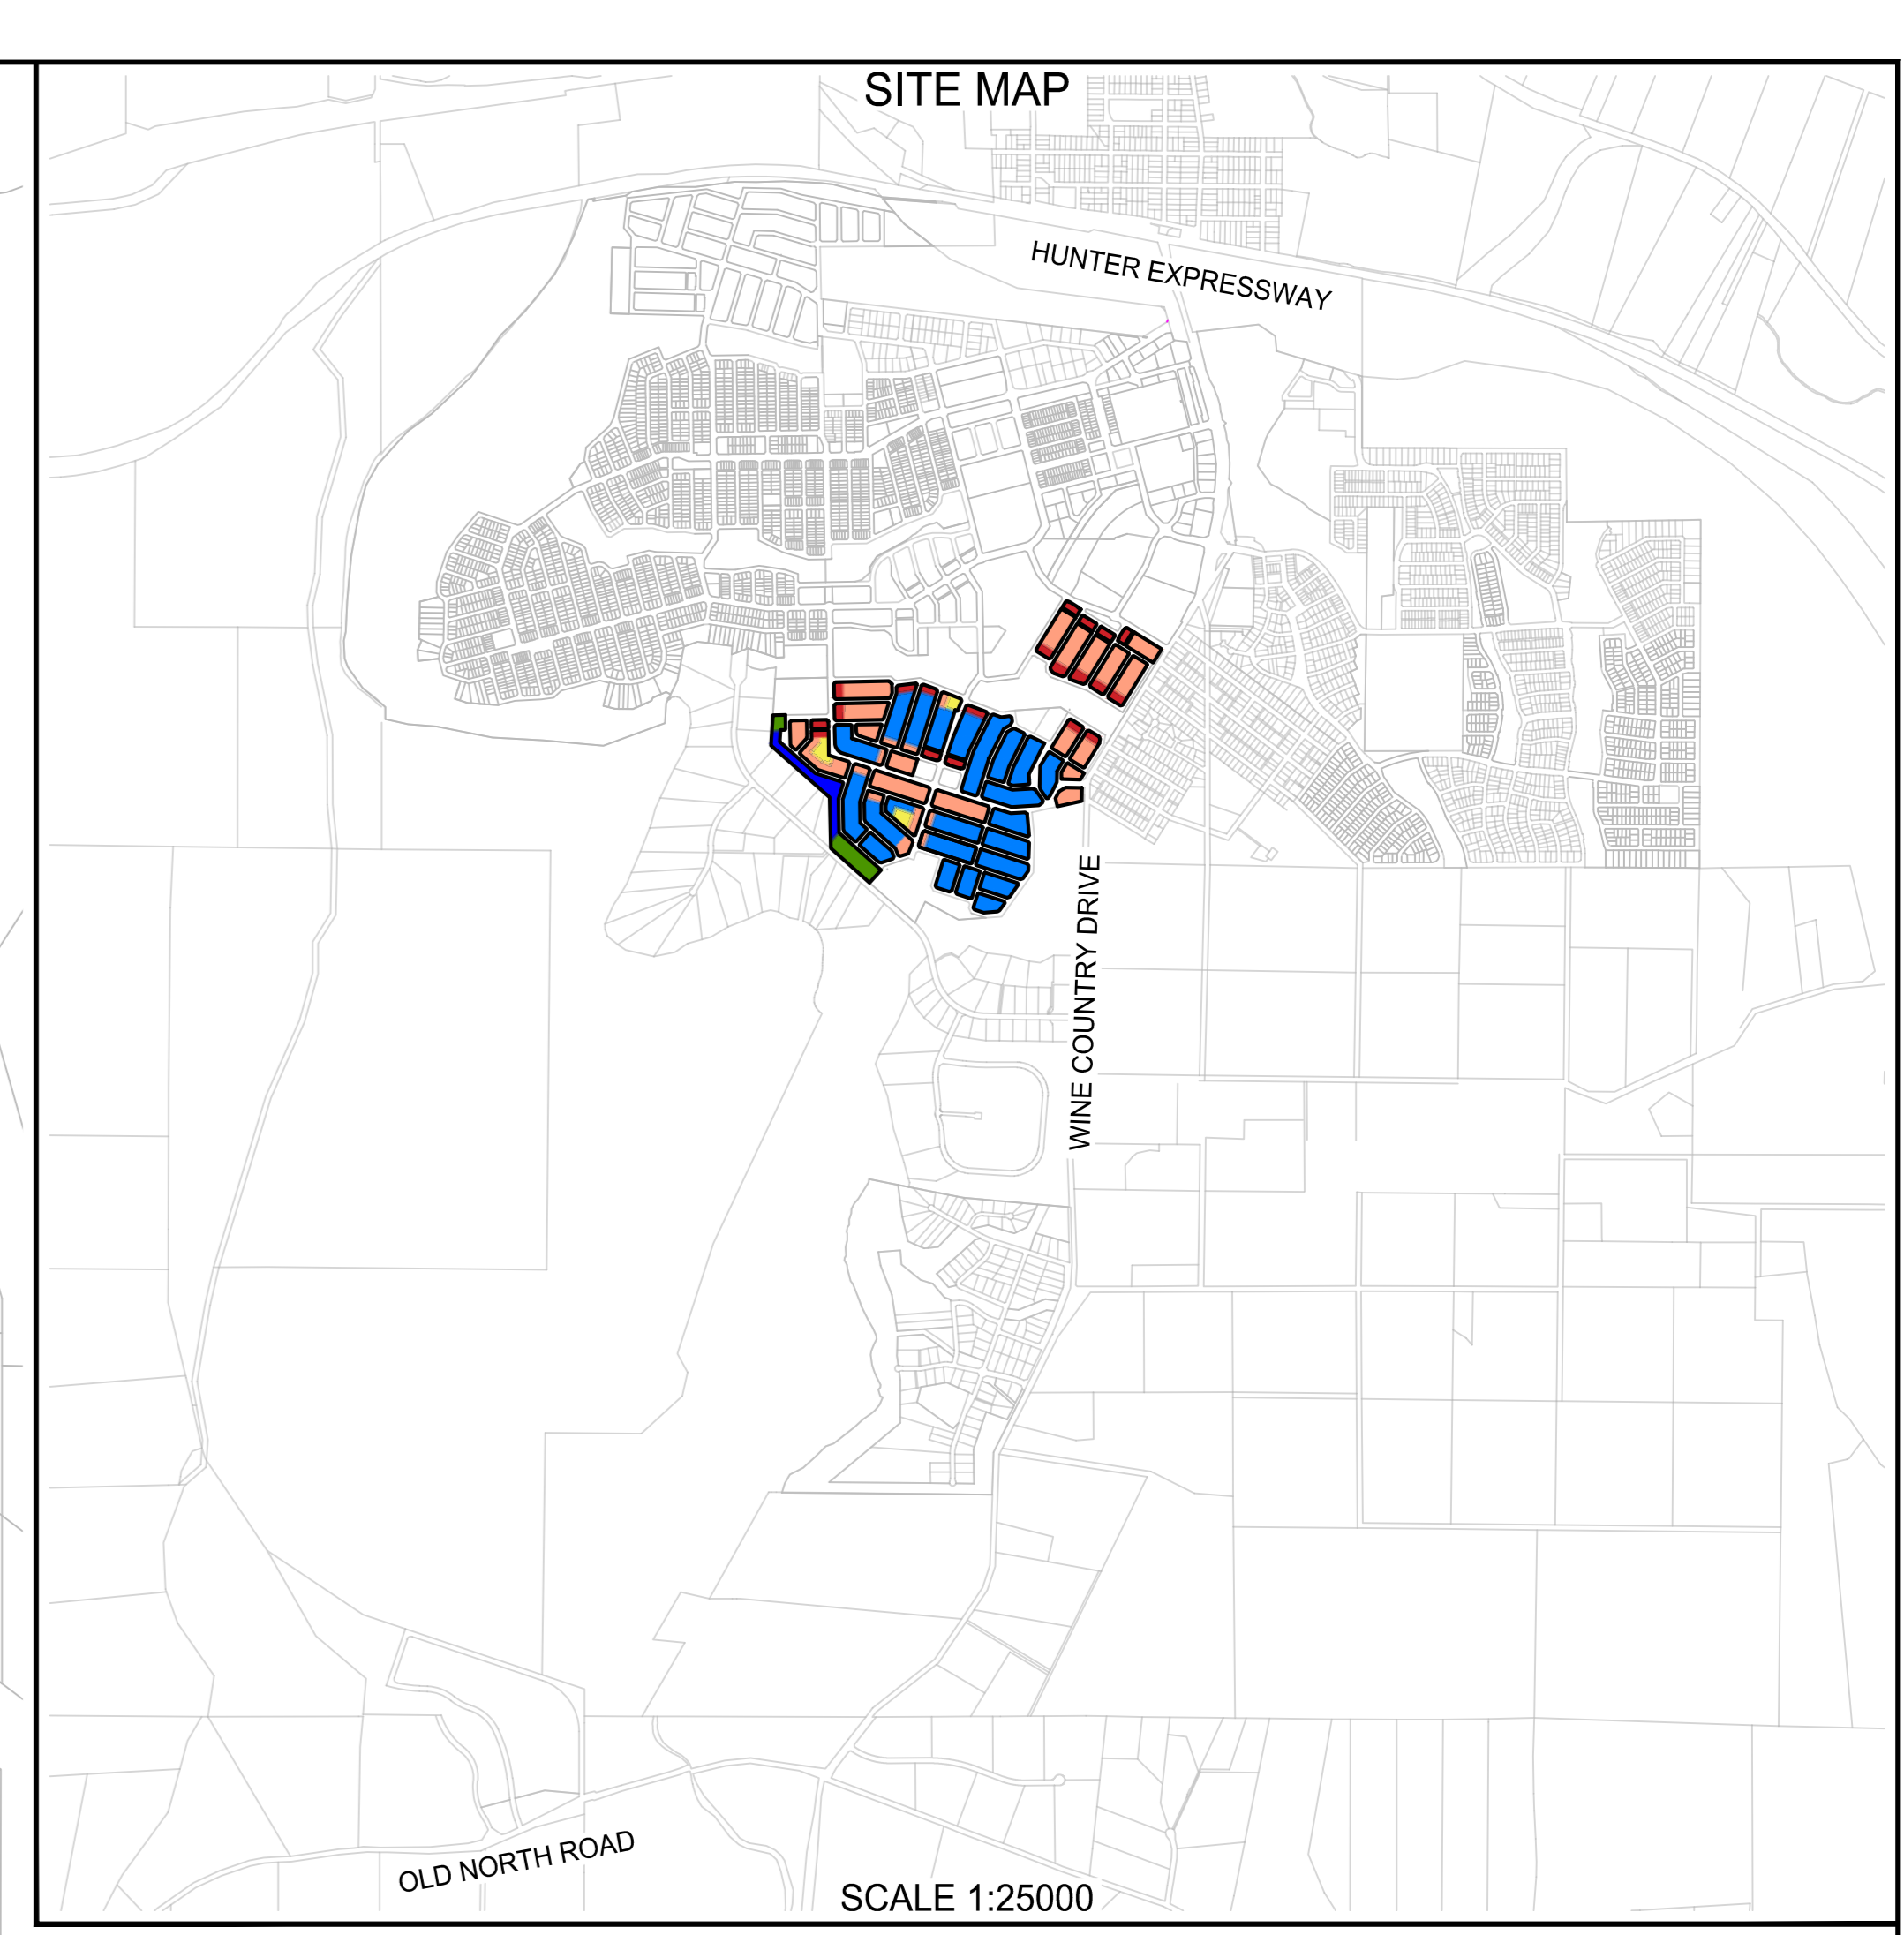 SITE MAP
HUNTER EXPRESSWAY
WINE COUNTRY DRIVE
OLD NORTH ROAD
SCALE 1:25000